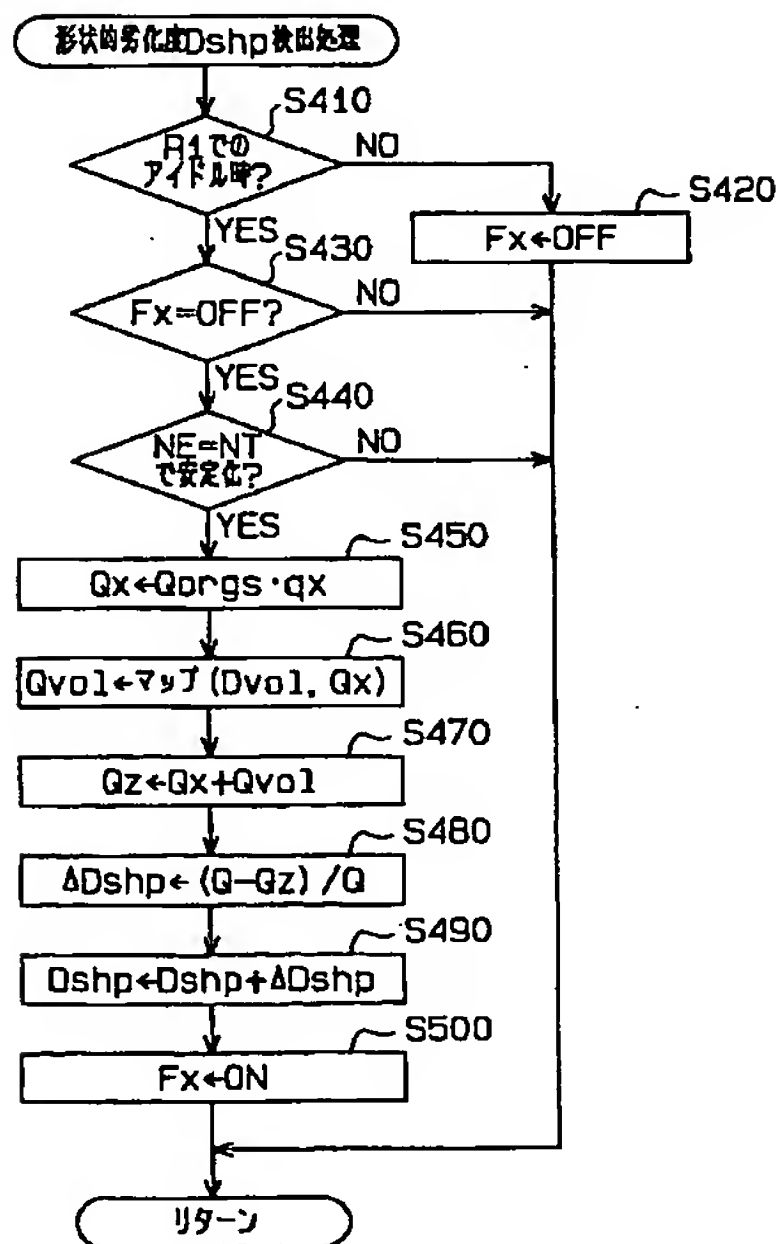 形状的劣化度Dshp検出処理
S410
R1での
アイドル時?
NO
YES
S420
Fx←OFF
S430
Fx=OFF?
NO
YES
S440
NE=NT
で安定化?
NO
YES
S450
Qx←Qorgs・qx
S460
Qvol←マップ(Dvol, Qx)
S470
Qz←Qx+Qvol
S480
ΔDshp←(Q-Qz)/Q
S490
Dshp←Dshp+ΔDshp
S500
Fx←ON
リターン